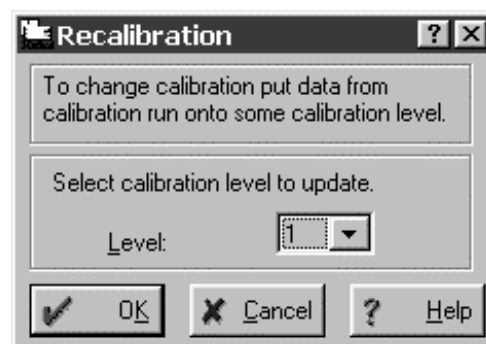 Recalibration
To change calibration put data from
calibration run onto some calibration level.
Select calibration level to update.
Level: 1
OK Cancel ? Help